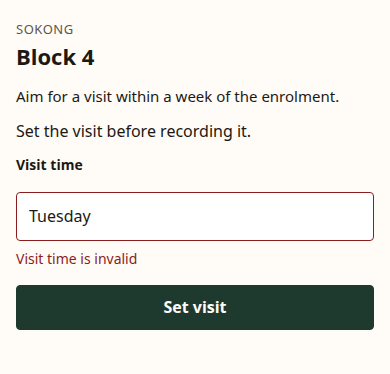 SOKONG
Block 4
Aim for a visit within a week of the enrolment.
Set the visit before recording it.
Visit time
Tuesday
Visit time is invalid
Set visit